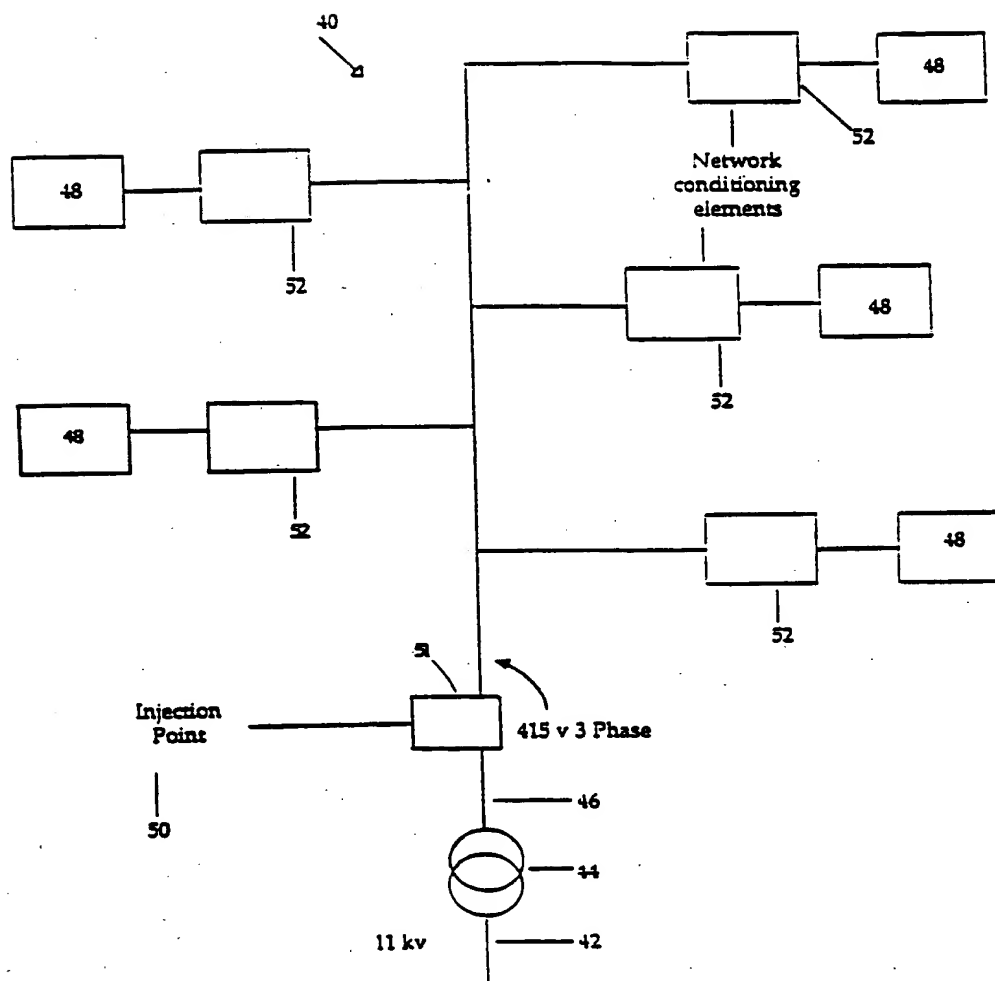 40
48
52
Network
conditioning
elements
48
52
48
52
48
52
48
52
51
Injection
Point
415 v 3 Phase
50
46
44
11 kv
42